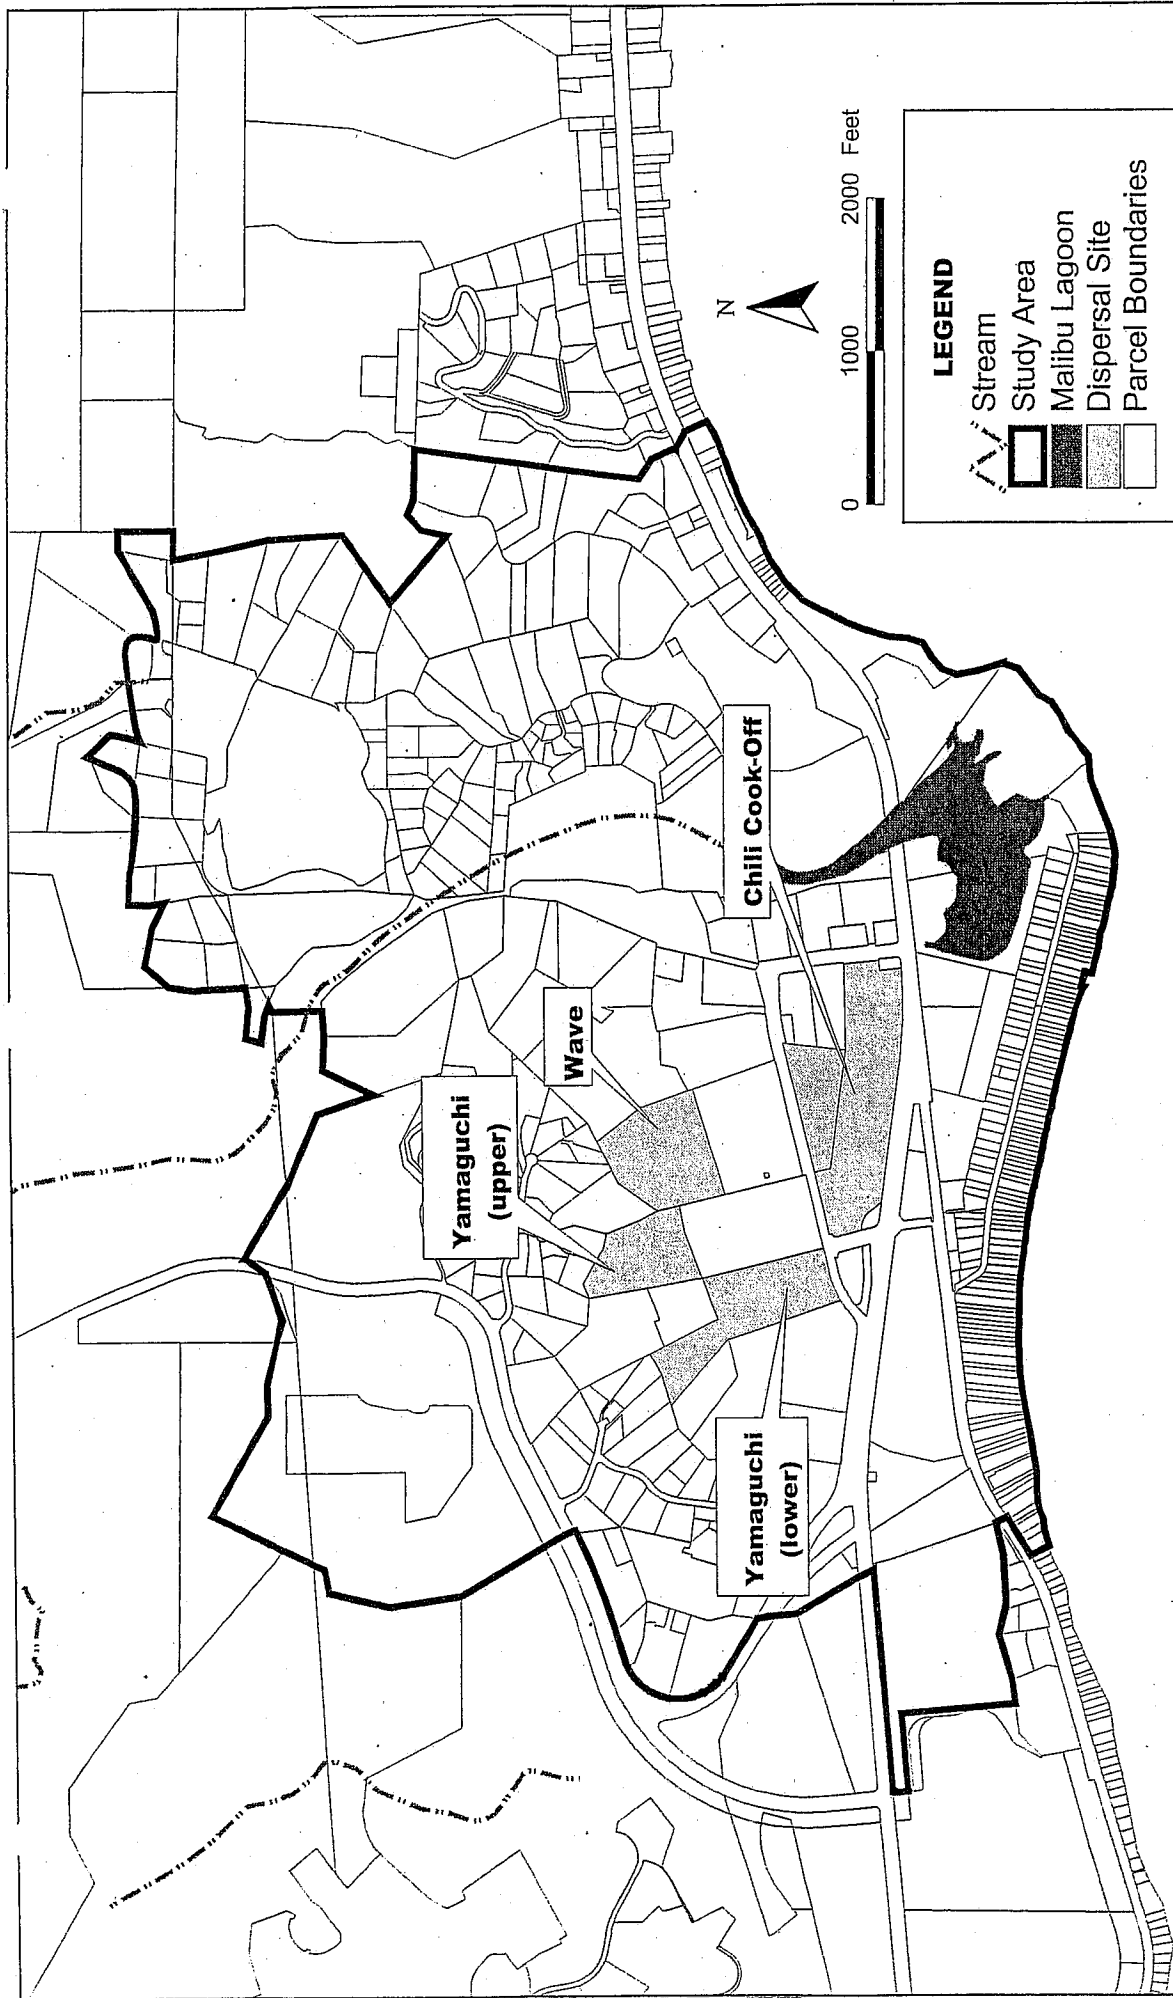 Yamaguchi
(upper)
Wave
Chili Cook-Off
Yamaguchi
(lower)
N
0 1000 2000 Feet
LEGEND
Stream
Study Area
Malibu Lagoon
Dispersal Site
Parcel Boundaries